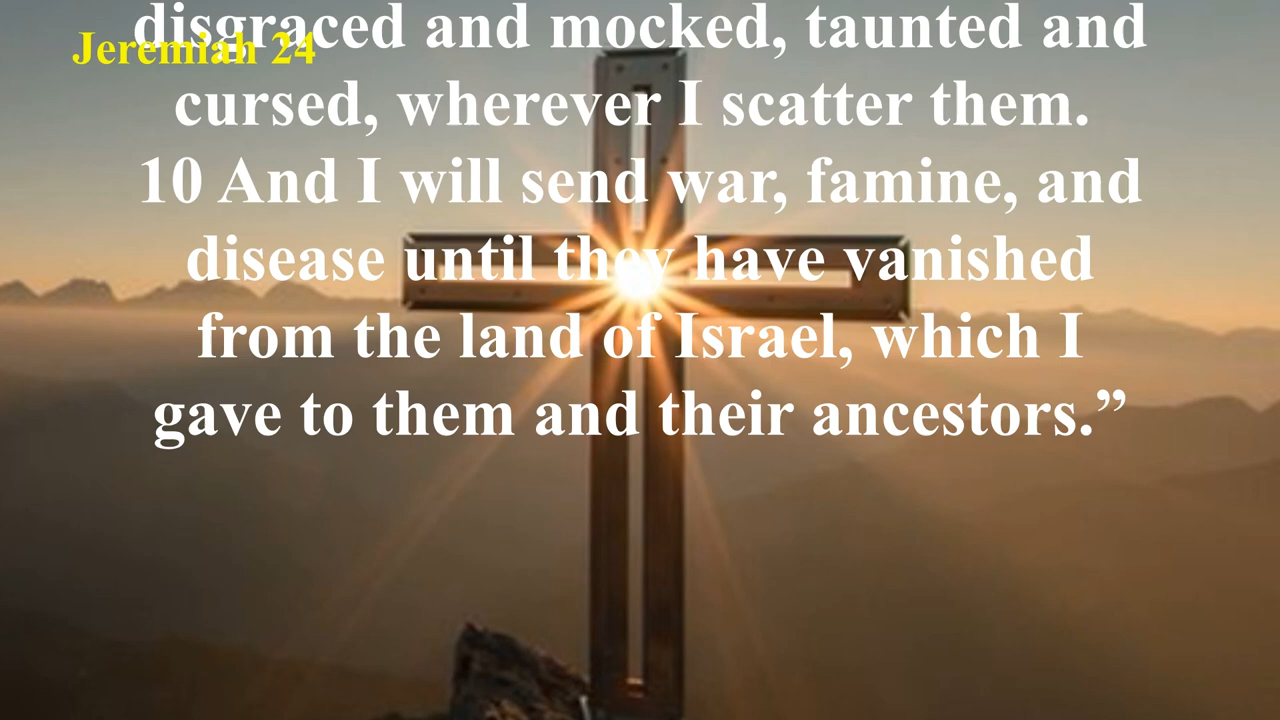 disgraced and mocked, taunted and
Jeremiah 24
cursed, wherever I scatter them.
10 And I will send war, famine, and
disease until they have vanished
from the land of Israel, which I
gave to them and their ancestors.”